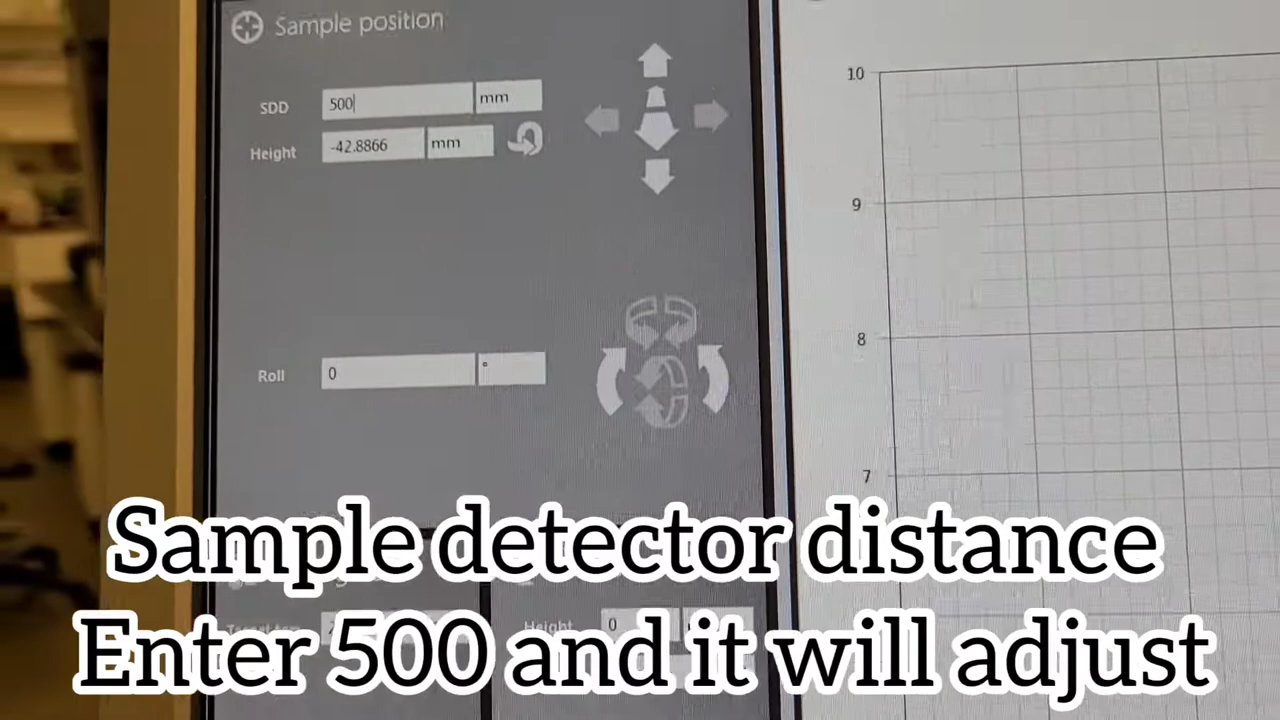 Sample position
SDD 500 mm
Height -42.8866 mm
Roll 0 °
10
9
8
7
Sample detector distance
Height 0
Enter 500 and it will adjust